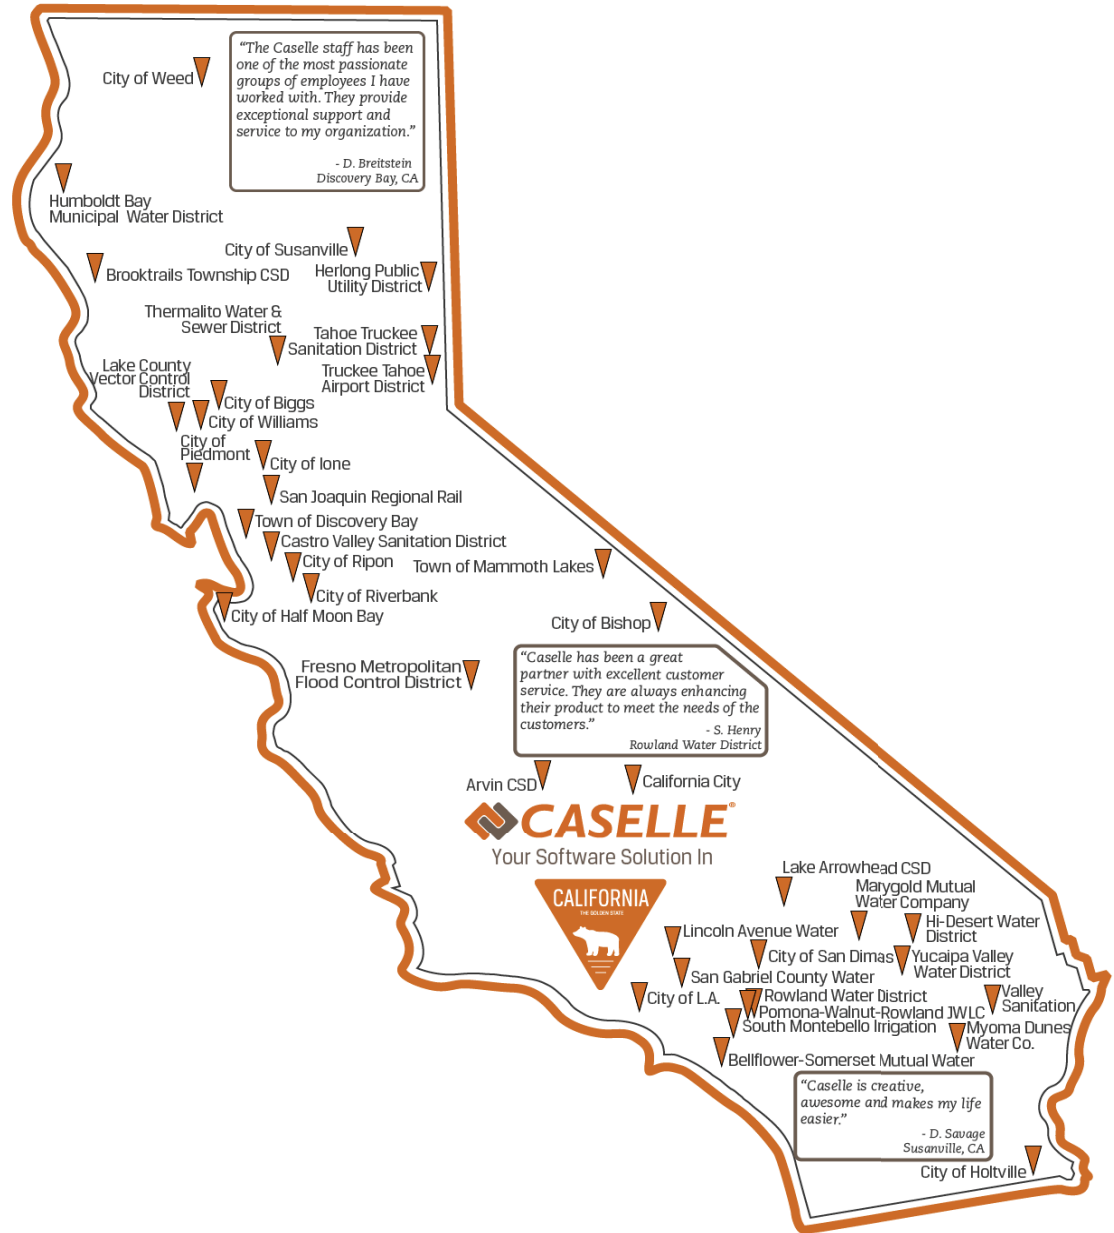 “The Caselle staff has been
one of the most passionate
groups of employees I have
worked with. They provide
exceptional support and
service to my organization.”
- D. Breitstein
Discovery Bay, CA
City of Weed
Humboldt Bay
Municipal Water District
City of Susanville
Brooktrails Township CSD
Herlong Public
Utility District
Thermalito Water &
Sewer District
Tahoe Truckee
Sanitation District
Truckee Tahoe
Airport District
Lake County
Vector Control
District
City of Biggs
City of Williams
City of
Piedmont
City of Ione
San Joaquin Regional Rail
Town of Discovery Bay
Castro Valley Sanitation District
City of Ripon
Town of Mammoth Lakes
City of Riverbank
City of Half Moon Bay
City of Bishop
Fresno Metropolitan
Flood Control District
“Caselle has been a great
partner with excellent customer
service. They are always enhancing
their product to meet the needs of the
customers.”
- S. Henry
Rowland Water District
Arvin CSD
California City
CASELLE®
Your Software Solution In
CALIFORNIA
THE GOLDEN STATE
Lake Arrowhead CSD
Marygold Mutual
Water Company
Hi-Desert Water
District
Lincoln Avenue Water
City of San Dimas
Yucaipa Valley
Water District
San Gabriel County Water
City of L.A.
Rowland Water District
Valley
Sanitation
Pomona-Walnut-Rowland JWLC
South Montebello Irrigation
Myoma Dunes
Water Co.
Bellflower-Somerset Mutual Water
“Caselle is creative,
awesome and makes my life
easier.”
- D. Savage
Susanville, CA
City of Holtville